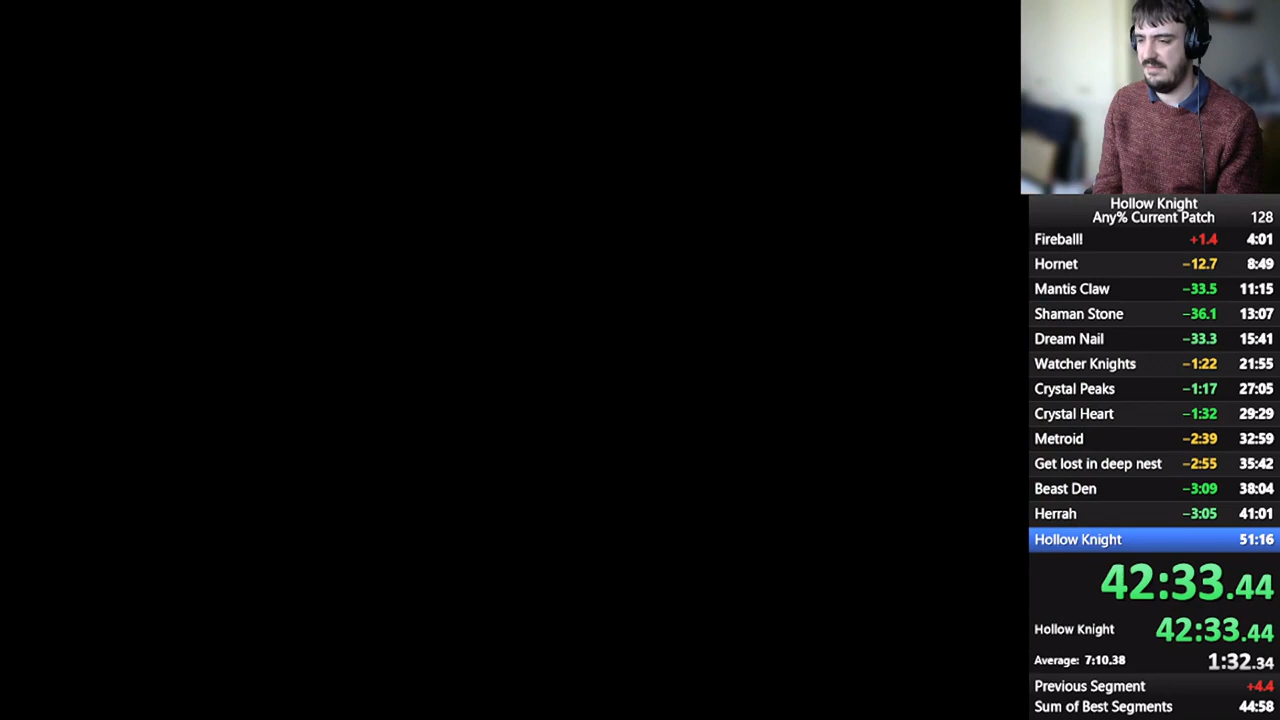 Hollow Knight
Any% Current Patch 128
Fireball! +1.4 4:01
Hornet −12.7 8:49
Mantis Claw −33.5 11:15
Shaman Stone −36.1 13:07
Dream Nail −33.3 15:41
Watcher Knights −1:22 21:55
Crystal Peaks −1:17 27:05
Crystal Heart −1:32 29:29
Metroid −2:39 32:59
Get lost in deep nest −2:55 35:42
Beast Den −3:09 38:04
Herrah −3:05 41:01
Hollow Knight 51:16
42:33.44
Hollow Knight 42:33.44
Average: 7:10.38 1:32.34
Previous Segment +4.4
Sum of Best Segments 44:58